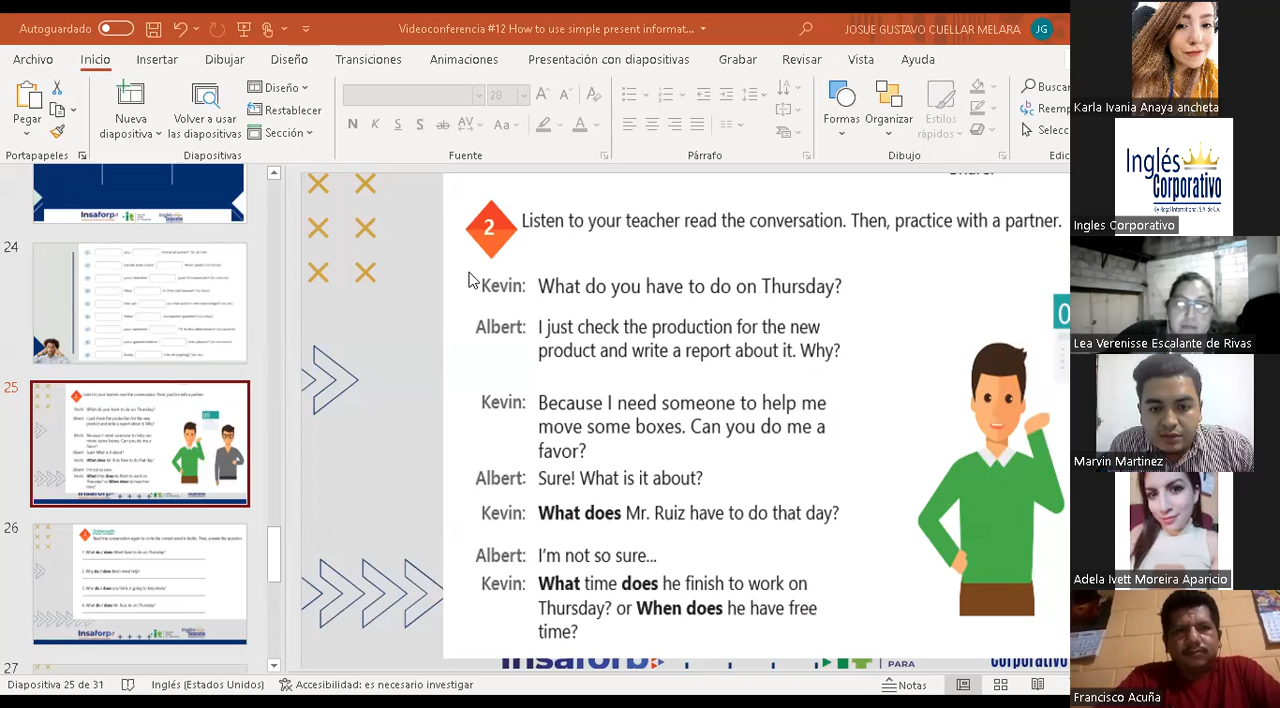 Autoguardado
Videoconferencia #12 How to use simple present informat...
JOSUE GUSTAVO CUELLAR MELARA
JG
Archivo Inicio Insertar Dibujar Diseño Transiciones Animaciones Presentación con diapositivas Grabar Revisar Vista Ayuda
Pegar
Nueva diapositiva
Volver a usar las diapositivas
Diseño
Restablecer
Sección
28
Formas
Organizar
Estilos rápidos
Portapapeles Diapositivas Fuente Párrafo Dibujo
24
25
26
27
2 Listen to your teacher read the conversation. Then, practice with a partner.
Kevin: What do you have to do on Thursday?
Albert: I just check the production for the new
product and write a report about it. Why?
Kevin: Because I need someone to help me
move some boxes. Can you do me a
favor?
Albert: Sure! What is it about?
Kevin: What does Mr. Ruiz have to do that day?
Albert: I'm not so sure...
Kevin: What time does he finish to work on
Thursday? or When does he have free
time?
PARA
Diapositiva 25 de 31
Inglés (Estados Unidos)
Accesibilidad: es necesario investigar
Notas
Karla Ivania Anaya ancheta
Inglés
Corporativo
Ingles Corporativo
Lea Verenisse Escalante de Rivas
Marvin Martinez
Adela Ivett Moreira Aparicio
Francisco Acuña